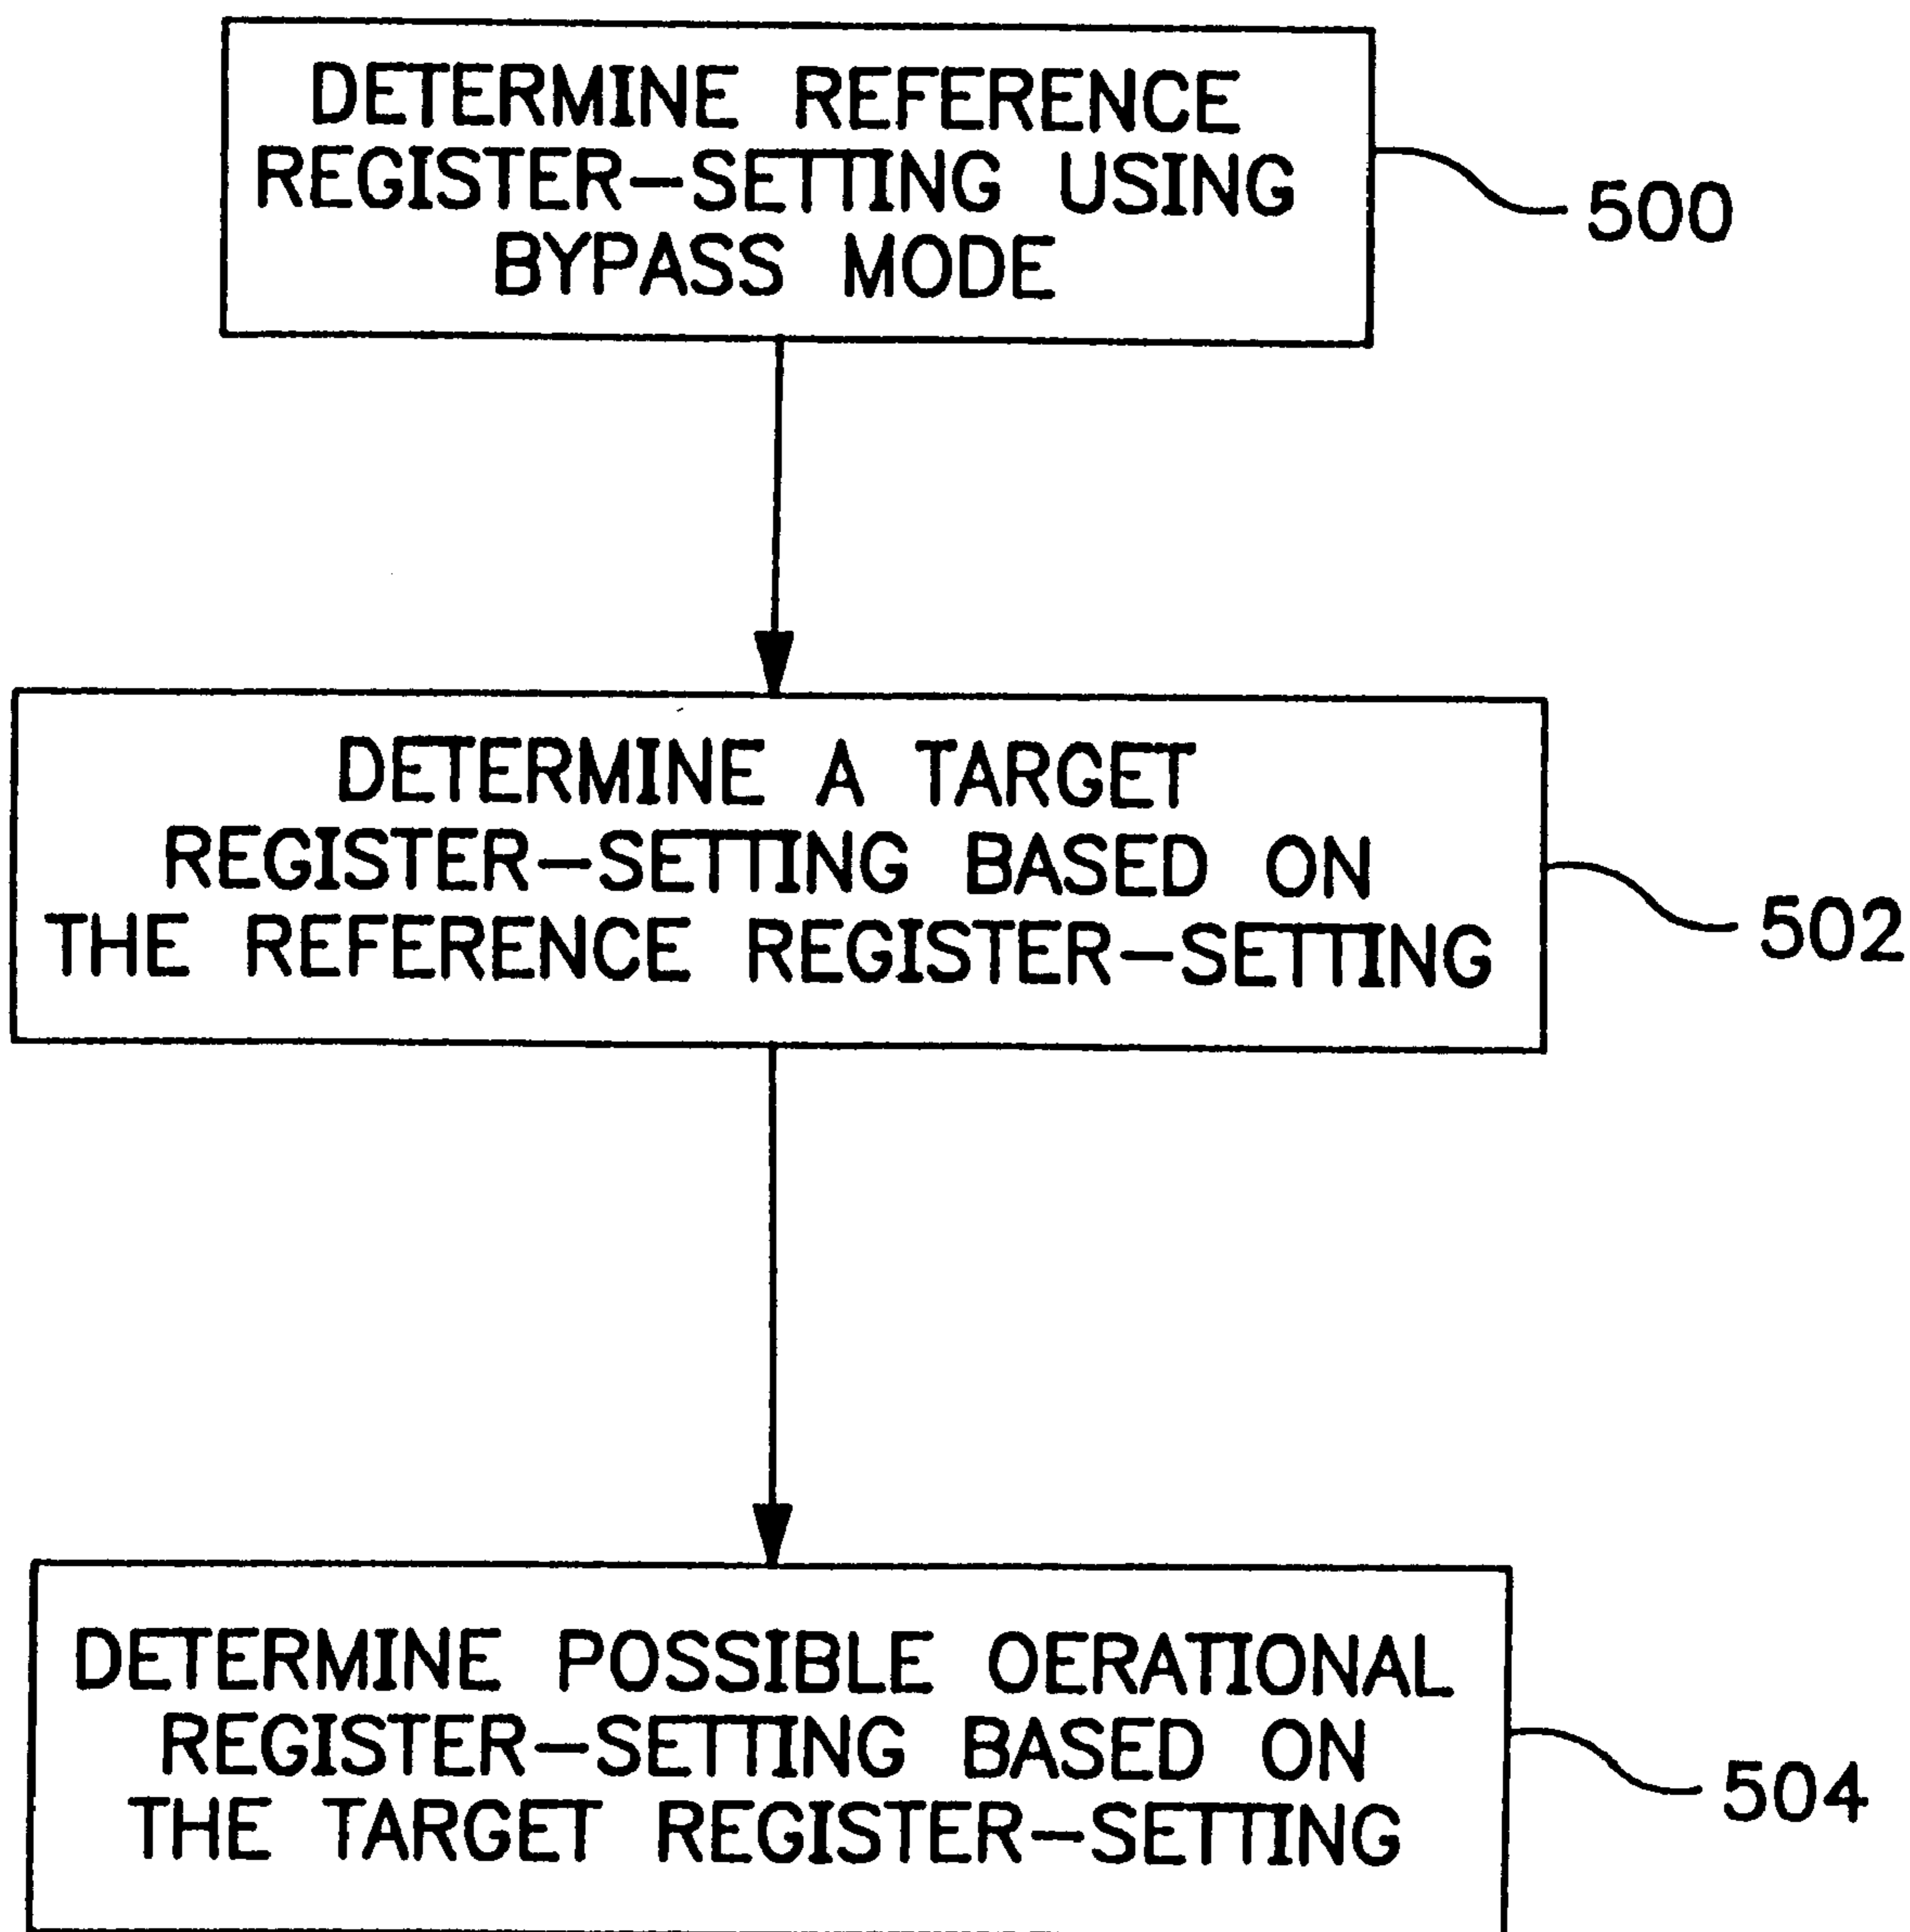 DETERMINE REFERENCE
REGISTER-SETTING USING
BYPASS MODE
500
DETERMINE A TARGET
REGISTER-SETTING BASED ON
THE REFERENCE REGISTER-SETTING
502
DETERMINE POSSIBLE OERATIONAL
REGISTER-SETTING BASED ON
THE TARGET REGISTER-SETTING
504